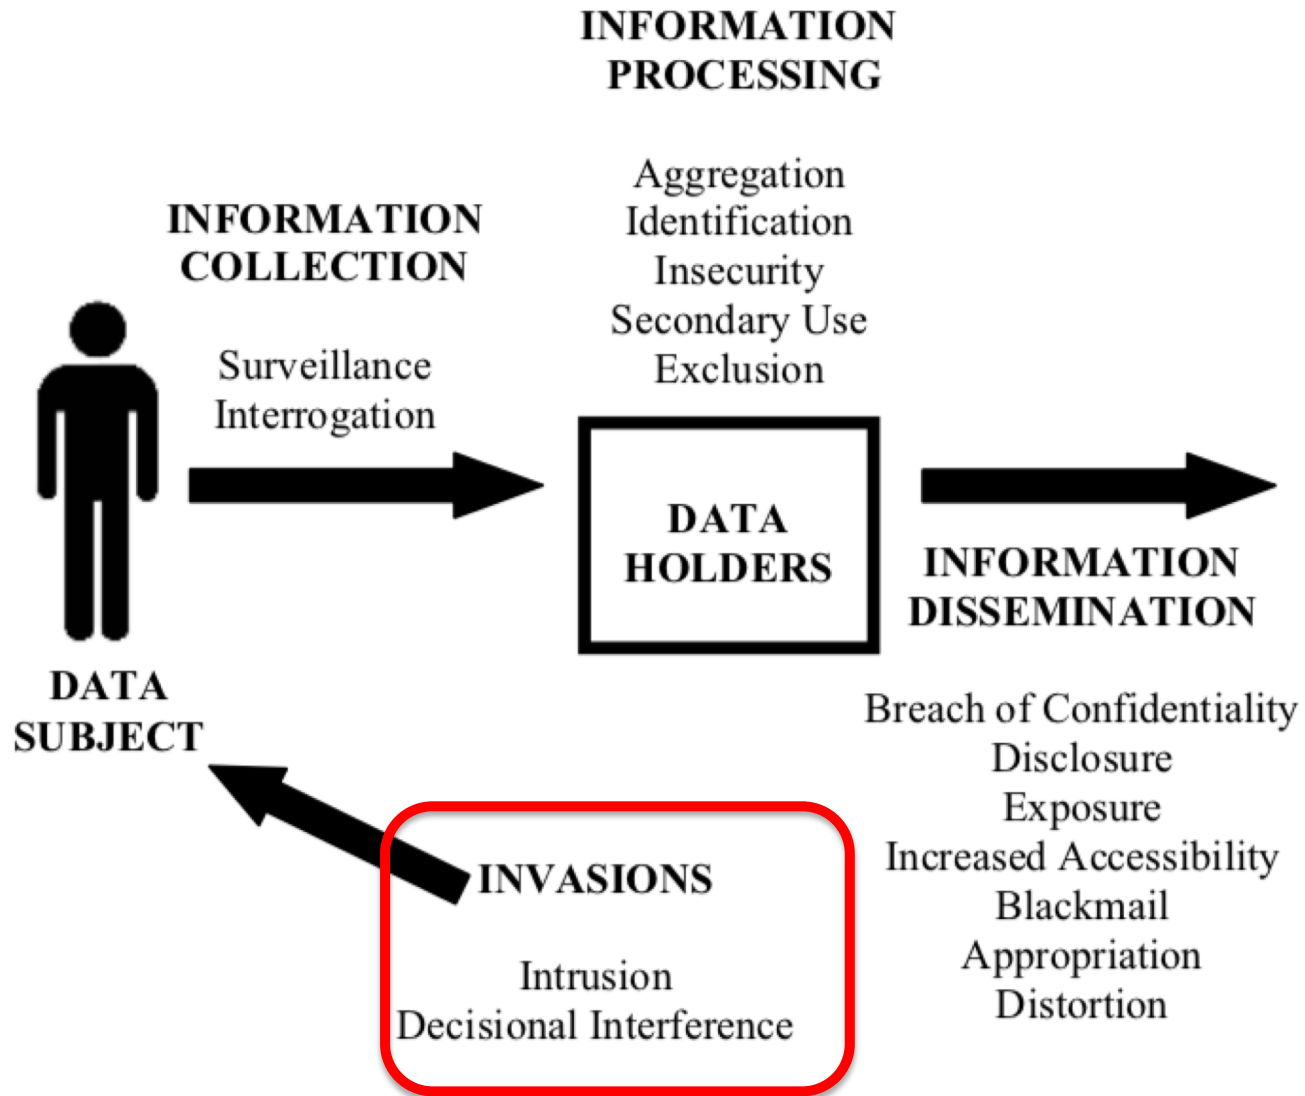 INFORMATION
PROCESSING
Aggregation
Identification
Insecurity
Secondary Use
Exclusion
INFORMATION
COLLECTION
Surveillance
Interrogation
DATA
HOLDERS
INFORMATION
DISSEMINATION
Breach of Confidentiality
Disclosure
Exposure
Increased Accessibility
Blackmail
Appropriation
Distortion
DATA
SUBJECT
INVASIONS
Intrusion
Decisional Interference